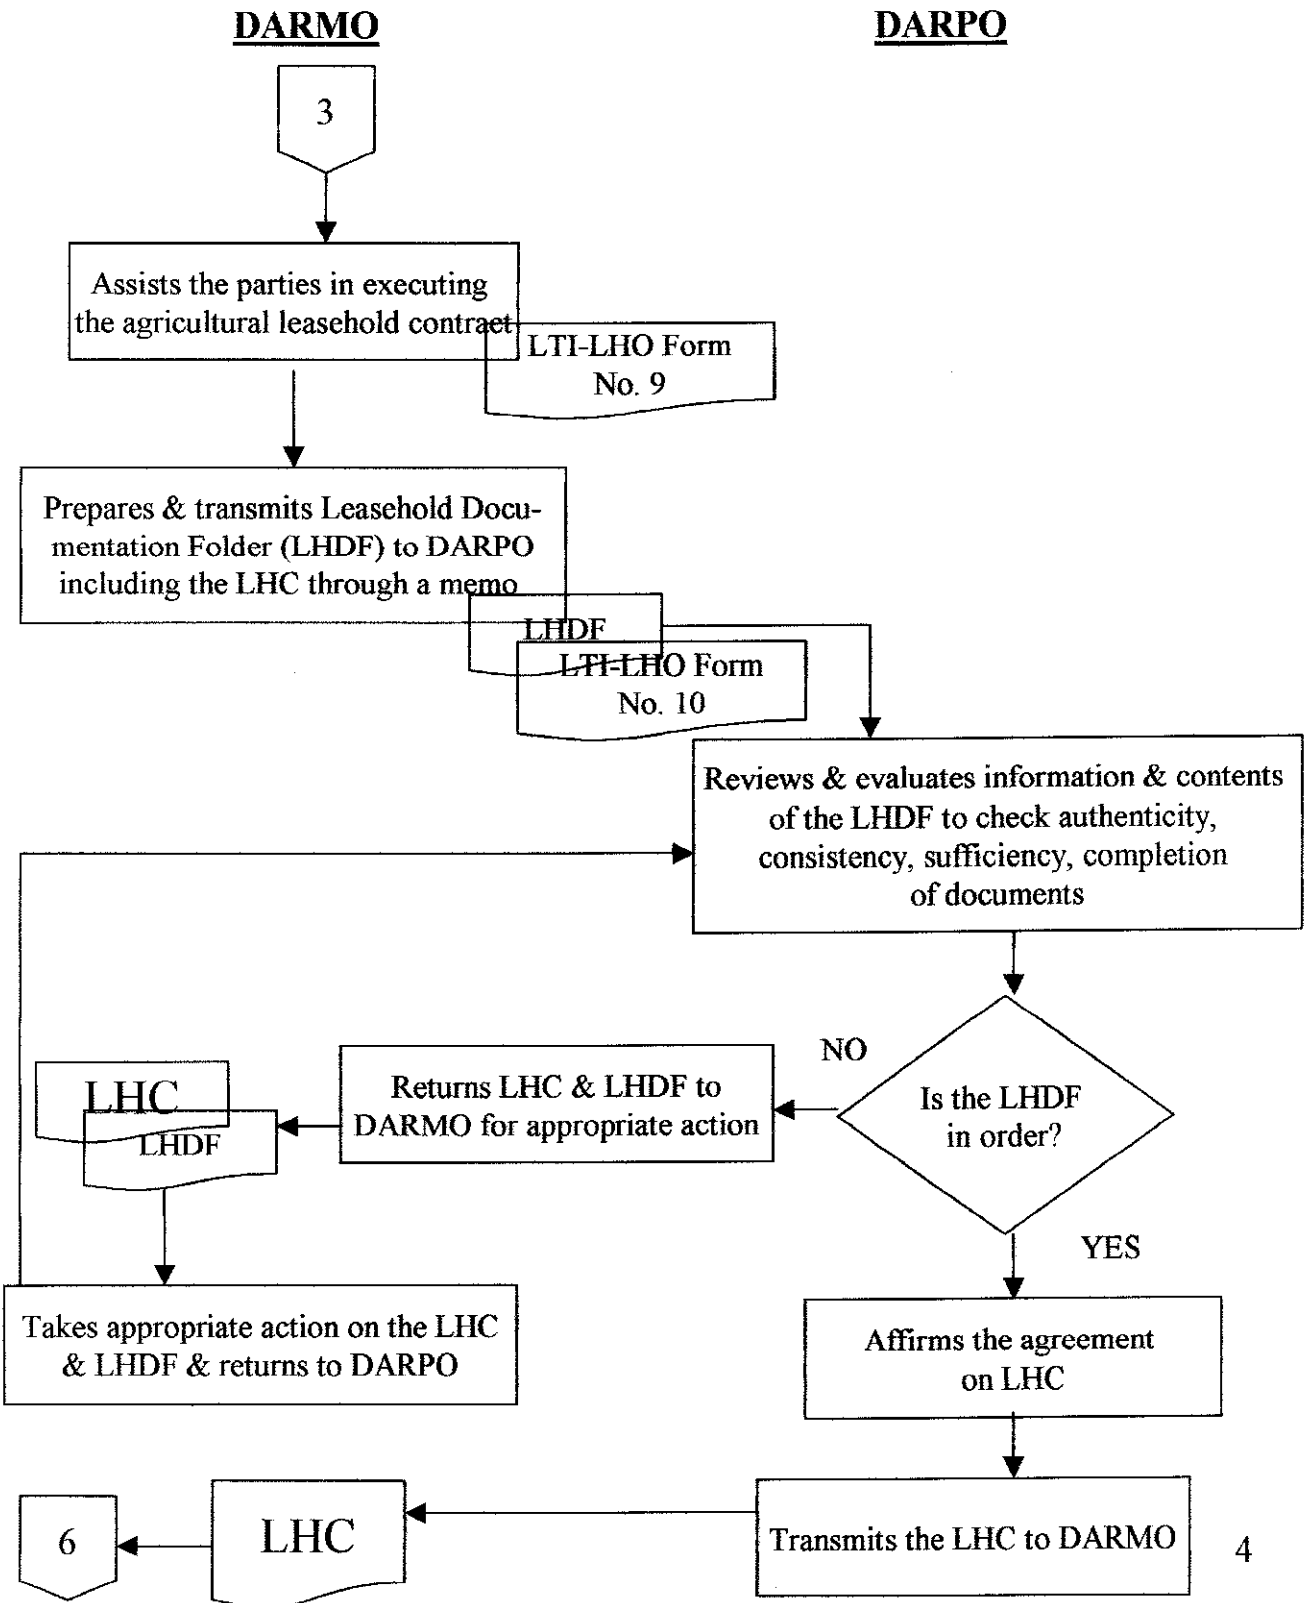 DARMO
DARPO
3
Assists the parties in executing
the agricultural leasehold contract
LTI-LHO Form
No. 9
Prepares & transmits Leasehold Docu-
mentation Folder (LHDF) to DARPO
including the LHC through a memo
LHDF
LTI-LHO Form
No. 10
Reviews & evaluates information & contents
of the LHDF to check authenticity,
consistency, sufficiency, completion
of documents
NO
Is the LHDF
in order?
Returns LHC & LHDF to
DARMO for appropriate action
LHC
LHDF
YES
Takes appropriate action on the LHC
& LHDF & returns to DARPO
Affirms the agreement
on LHC
Transmits the LHC to DARMO
LHC
6
4